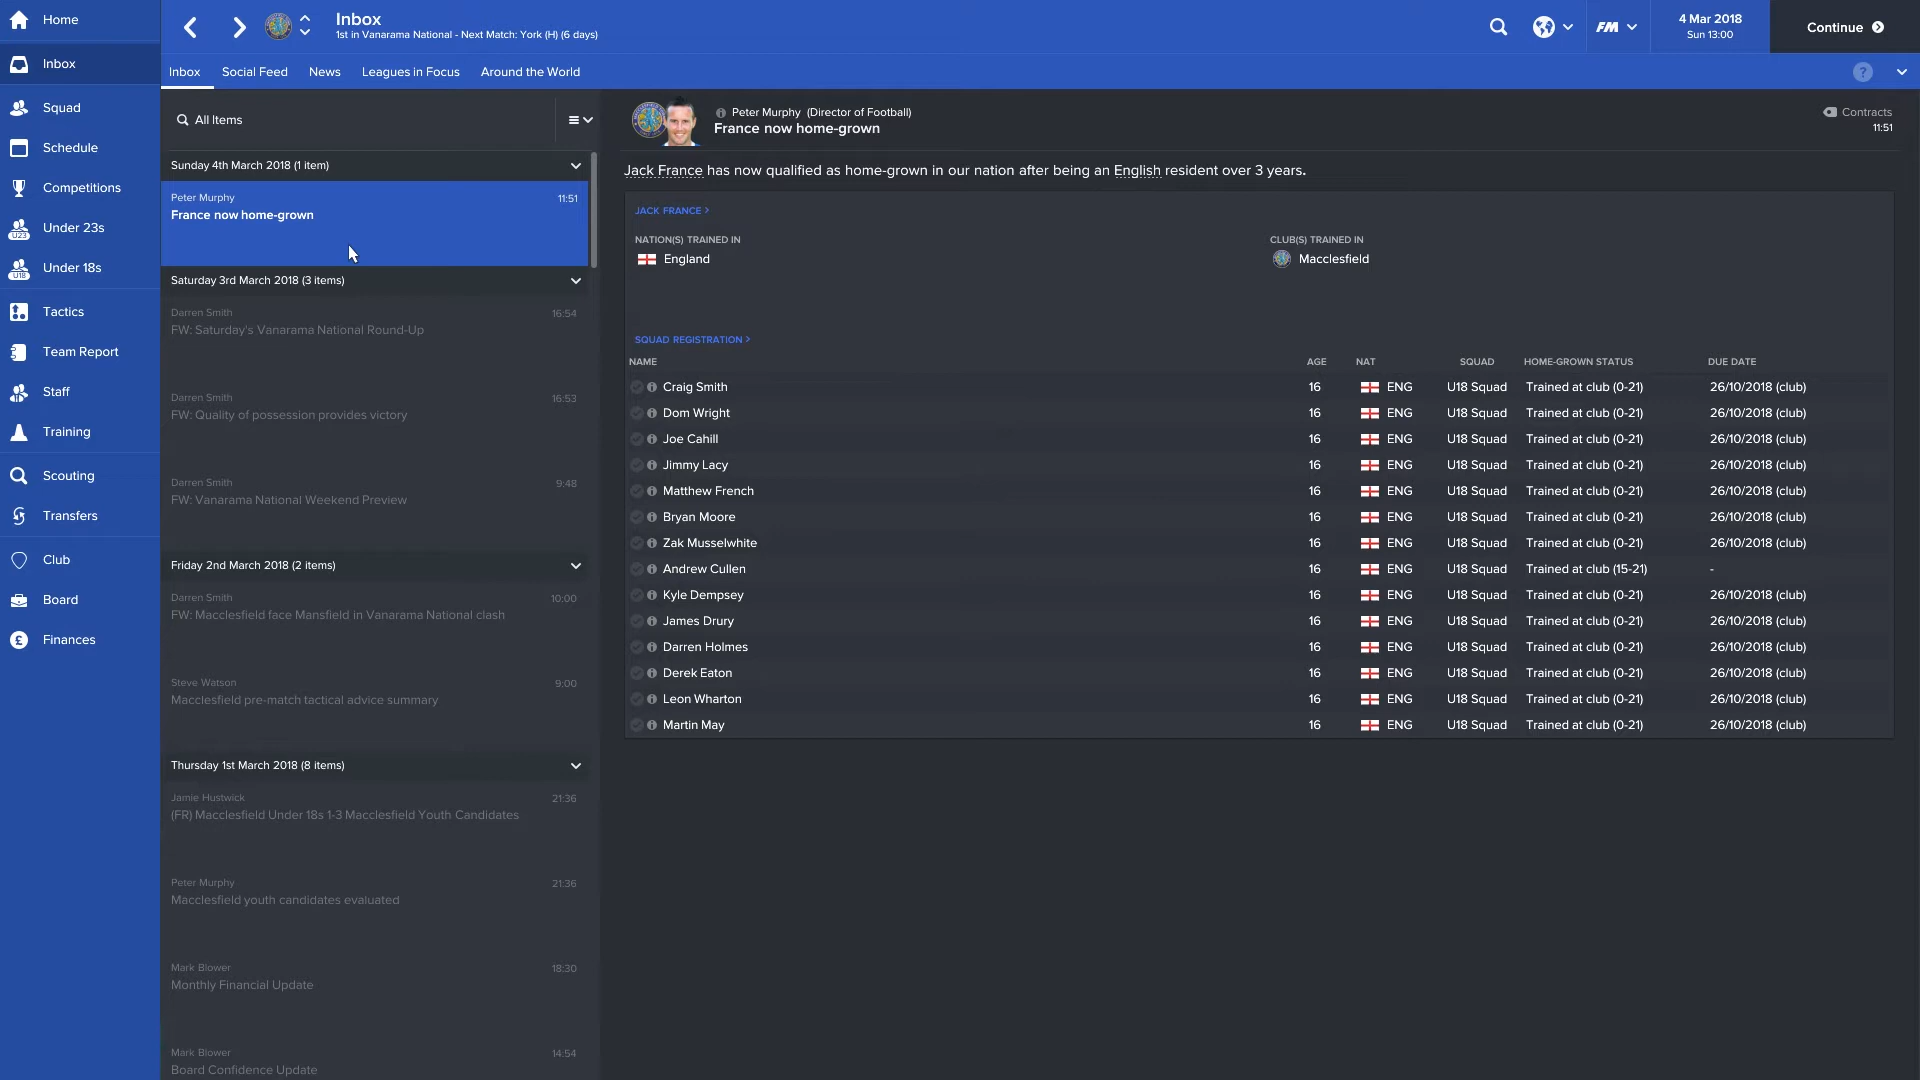 Home
Inbox
Squad
Schedule
Competitions
Under 23s
U23
Under 18s
U18
Tactics
Team Report
Staff
Training
Scouting
Transfers
Club
Board
£
Finances
Inbox
1st in Vanarama National - Next Match: York (H) (6 days)
FM
4 Mar 2018
Sun 13:00
Continue
Inbox Social Feed News Leagues in Focus Around the World
?
All Items
Sunday 4th March 2018 (1 item)
Peter Murphy 11:51
France now home-grown
Saturday 3rd March 2018 (3 items)
Darren Smith 16:54
FW: Saturday's Vanarama National Round-Up
Darren Smith 16:53
FW: Quality of possession provides victory
Darren Smith 9:48
FW: Vanarama National Weekend Preview
Friday 2nd March 2018 (2 items)
Darren Smith 10:00
FW: Macclesfield face Mansfield in Vanarama National clash
Steve Watson 9:00
Macclesfield pre-match tactical advice summary
Thursday 1st March 2018 (8 items)
Jamie Hustwick 21:36
(FR) Macclesfield Under 18s 1-3 Macclesfield Youth Candidates
Peter Murphy 21:36
Macclesfield youth candidates evaluated
Mark Blower 18:30
Monthly Financial Update
Mark Blower 14:54
Board Confidence Update
Peter Murphy (Director of Football)
France now home-grown
Contracts
11:51
Jack France has now qualified as home-grown in our nation after being an English resident over 3 years.
JACK FRANCE >
NATION(S) TRAINED IN CLUB(S) TRAINED IN
England Macclesfield
SQUAD REGISTRATION >
NAME AGE NAT SQUAD HOME-GROWN STATUS DUE DATE
Craig Smith 16 ENG U18 Squad Trained at club (0-21) 26/10/2018 (club)
Dom Wright 16 ENG U18 Squad Trained at club (0-21) 26/10/2018 (club)
Joe Cahill 16 ENG U18 Squad Trained at club (0-21) 26/10/2018 (club)
Jimmy Lacy 16 ENG U18 Squad Trained at club (0-21) 26/10/2018 (club)
Matthew French 16 ENG U18 Squad Trained at club (0-21) 26/10/2018 (club)
Bryan Moore 16 ENG U18 Squad Trained at club (0-21) 26/10/2018 (club)
Zak Musselwhite 16 ENG U18 Squad Trained at club (0-21) 26/10/2018 (club)
Andrew Cullen 16 ENG U18 Squad Trained at club (15-21) -
Kyle Dempsey 16 ENG U18 Squad Trained at club (0-21) 26/10/2018 (club)
James Drury 16 ENG U18 Squad Trained at club (0-21) 26/10/2018 (club)
Darren Holmes 16 ENG U18 Squad Trained at club (0-21) 26/10/2018 (club)
Derek Eaton 16 ENG U18 Squad Trained at club (0-21) 26/10/2018 (club)
Leon Wharton 16 ENG U18 Squad Trained at club (0-21) 26/10/2018 (club)
Martin May 16 ENG U18 Squad Trained at club (0-21) 26/10/2018 (club)